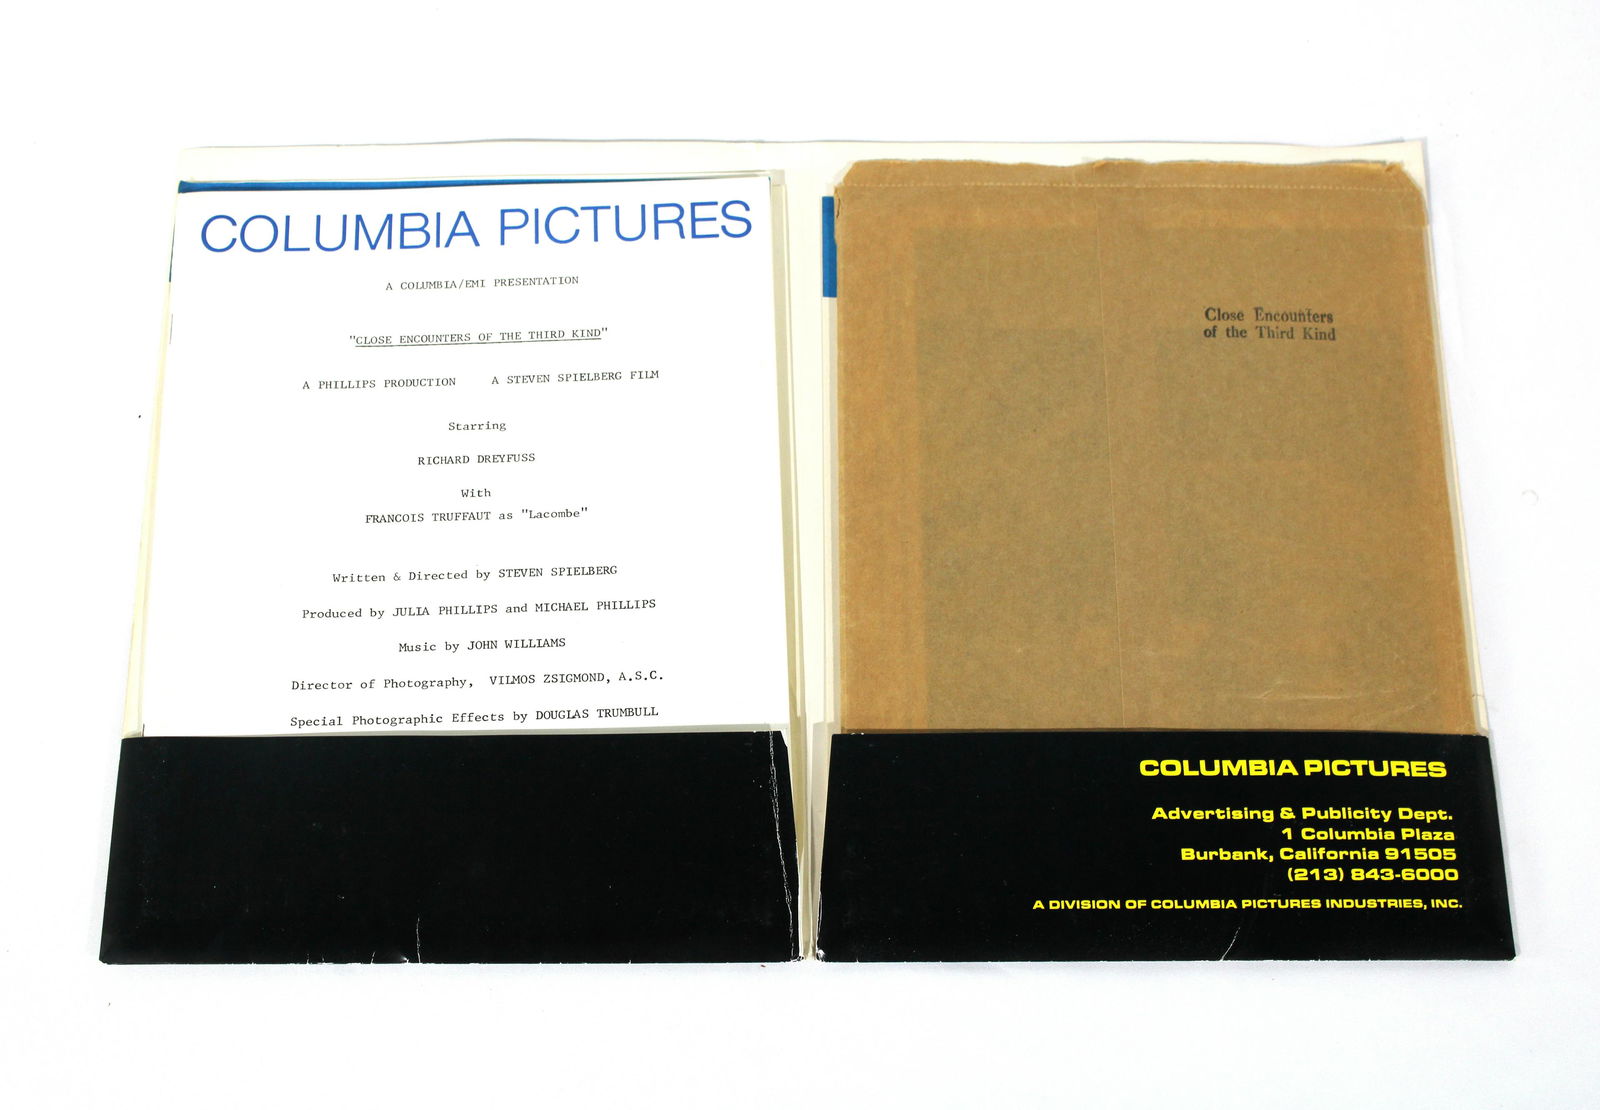 COLUMBIA PICTURES
A COLUMBIA/EMI PRESENTATION
"CLOSE ENCOUNTERS OF THE THIRD KIND"
A PHILLIPS PRODUCTION A STEVEN SPIELBERG FILM
Starring
RICHARD DREYFUSS
With
FRANCOIS TRUFFAUT as "Lacombe"
Written & Directed by STEVEN SPIELBERG
Produced by JULIA PHILLIPS and MICHAEL PHILLIPS
Music by JOHN WILLIAMS
Director of Photography, VILMOS ZSIGMOND, A.S.C.
Special Photographic Effects by DOUGLAS TRUMBULL
Close Encounters
of the Third Kind
COLUMBIA PICTURES
Advertising & Publicity Dept.
1 Columbia Plaza
Burbank, California 91505
(213) 843-6000
A DIVISION OF COLUMBIA PICTURES INDUSTRIES, INC.